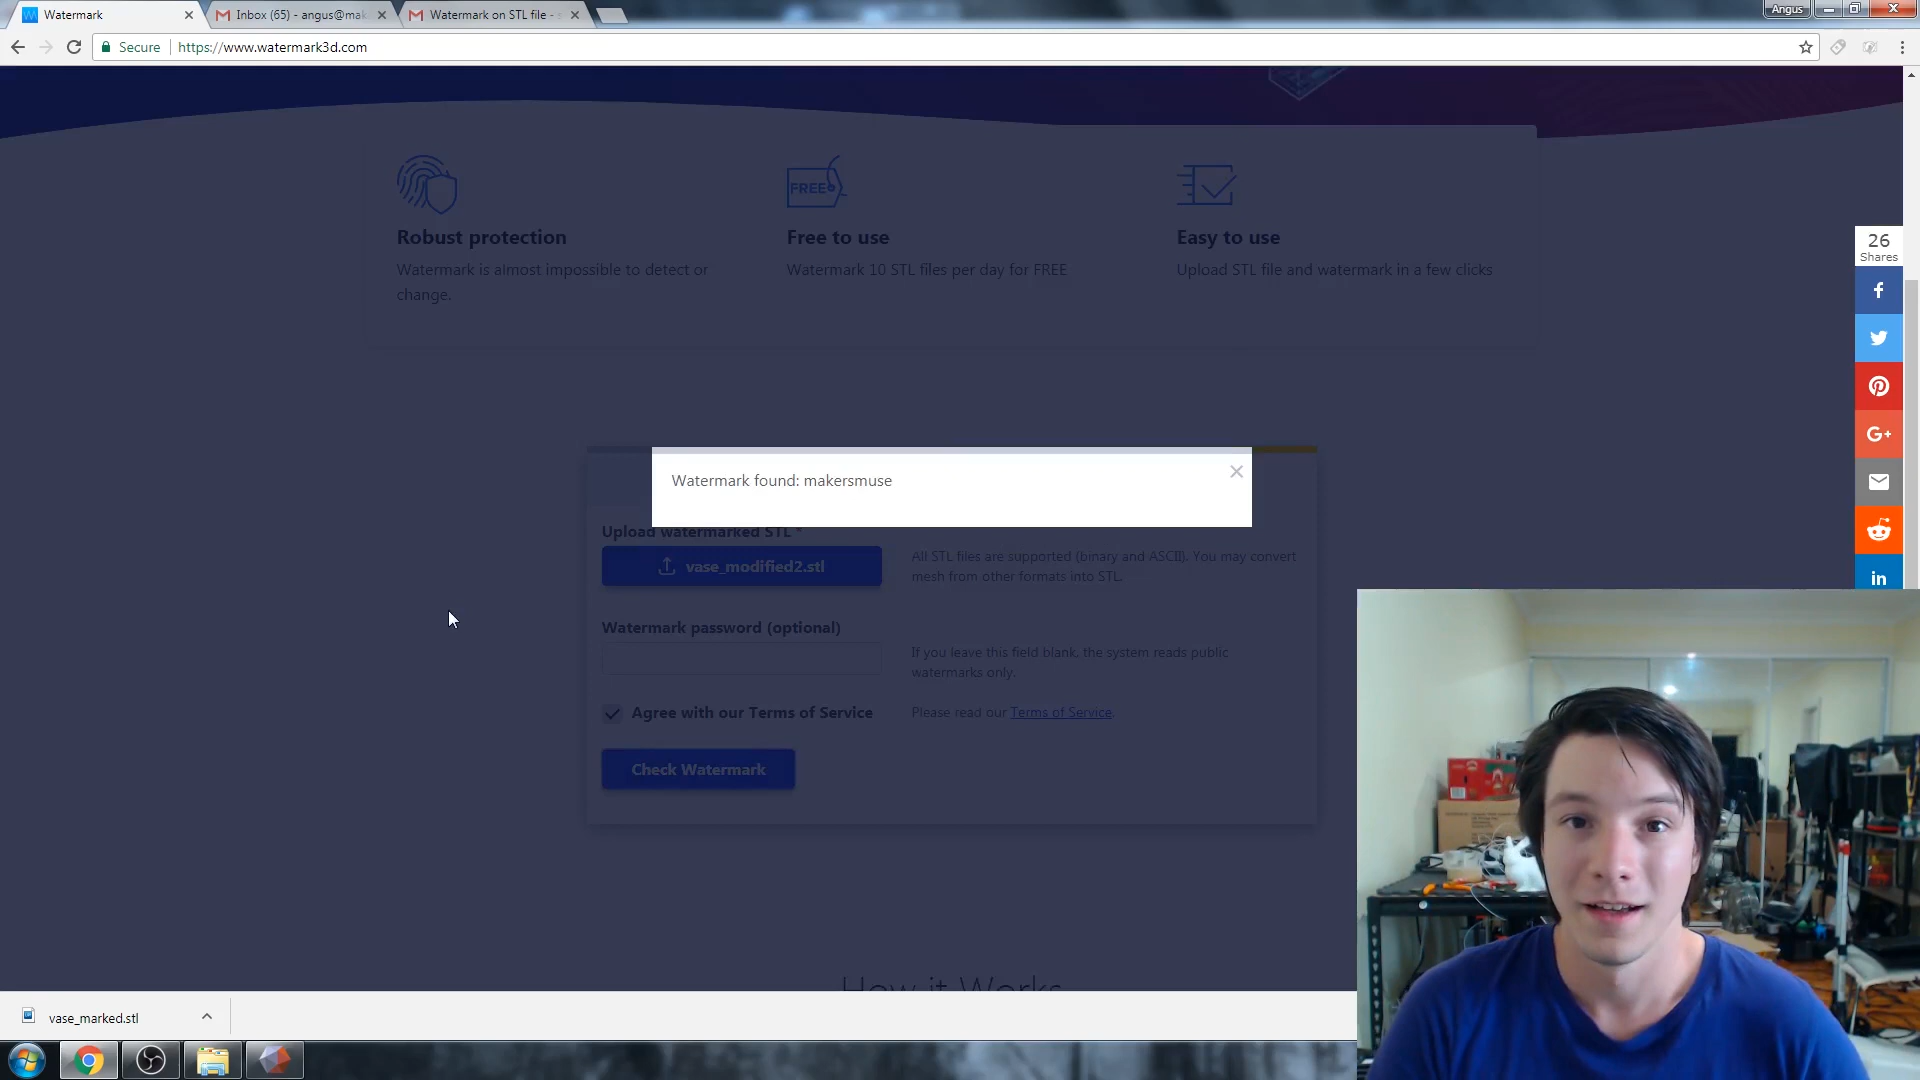 Watermark
Inbox (65) - angus@mak
Watermark on STL file -
Angus
Secure
https://www.watermark3d.com
FREE
Robust protection
Watermark is almost impossible to detect or
change.
Free to use
Watermark 10 STL files per day for FREE
Easy to use
Upload STL file and watermark in a few clicks
26
Shares
G+
in
Watermark found: makersmuse
Upload watermarked STL *
vase_modified2.stl
All STL files are supported (binary and ASCII). You may convert
mesh from other formats into STL.
Watermark password (optional)
If you leave this field blank, the system reads public
watermarks only.
Agree with our Terms of Service
Please read our Terms of Service.
Check Watermark
How it Works
vase_marked.stl